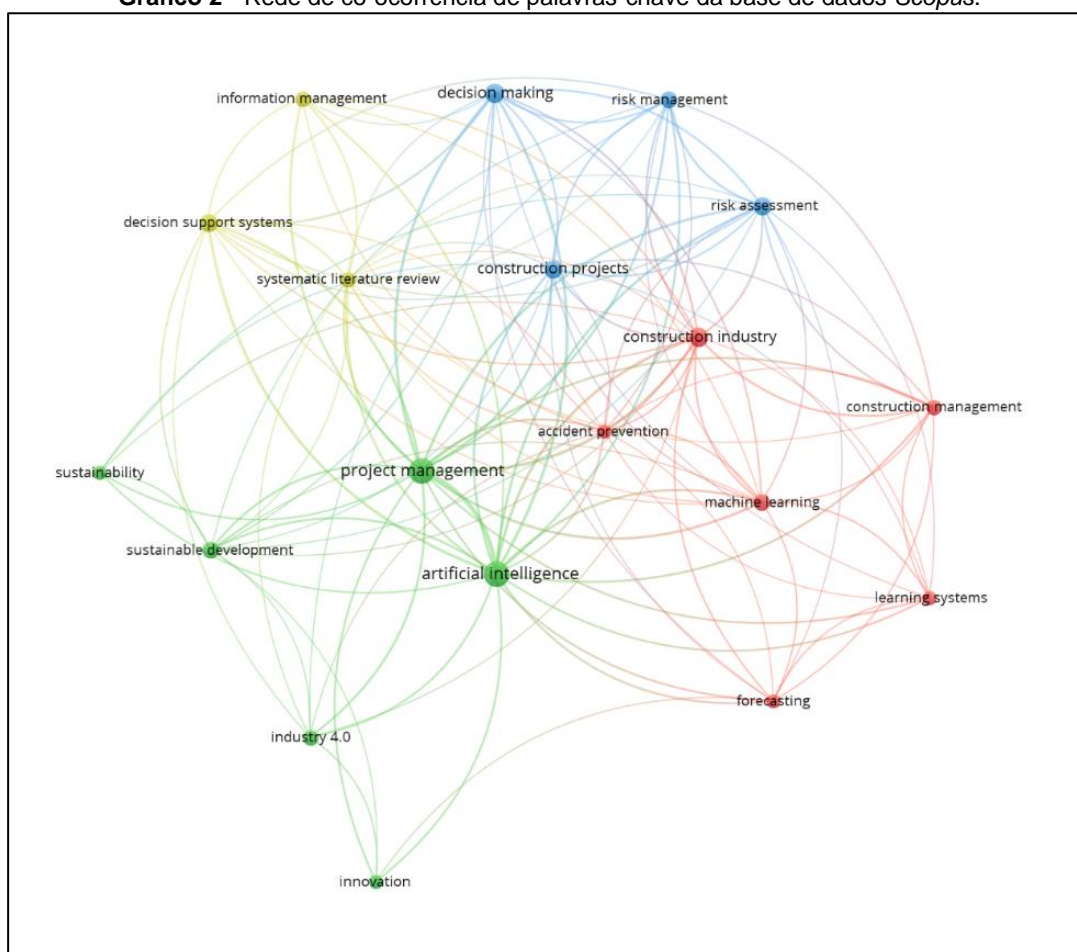 Gráfico 2 - Rede de co-ocorrência de palavras-chave da base de dados Scopus.
information management
decision making
risk management
decision support systems
risk assessment
systematic literature review
construction projects
construction industry
construction management
accident prevention
sustainability
project management
machine learning
sustainable development
artificial intelligence
learning systems
forecasting
industry 4.0
innovation